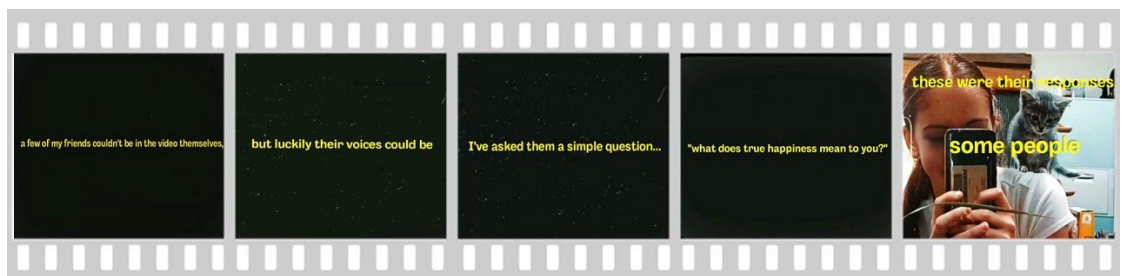 a few of my friends couldn't be in the video themselves,
but luckily their voices could be
I've asked them a simple question...
"what does true happiness mean to you?"
these were their responses
some people